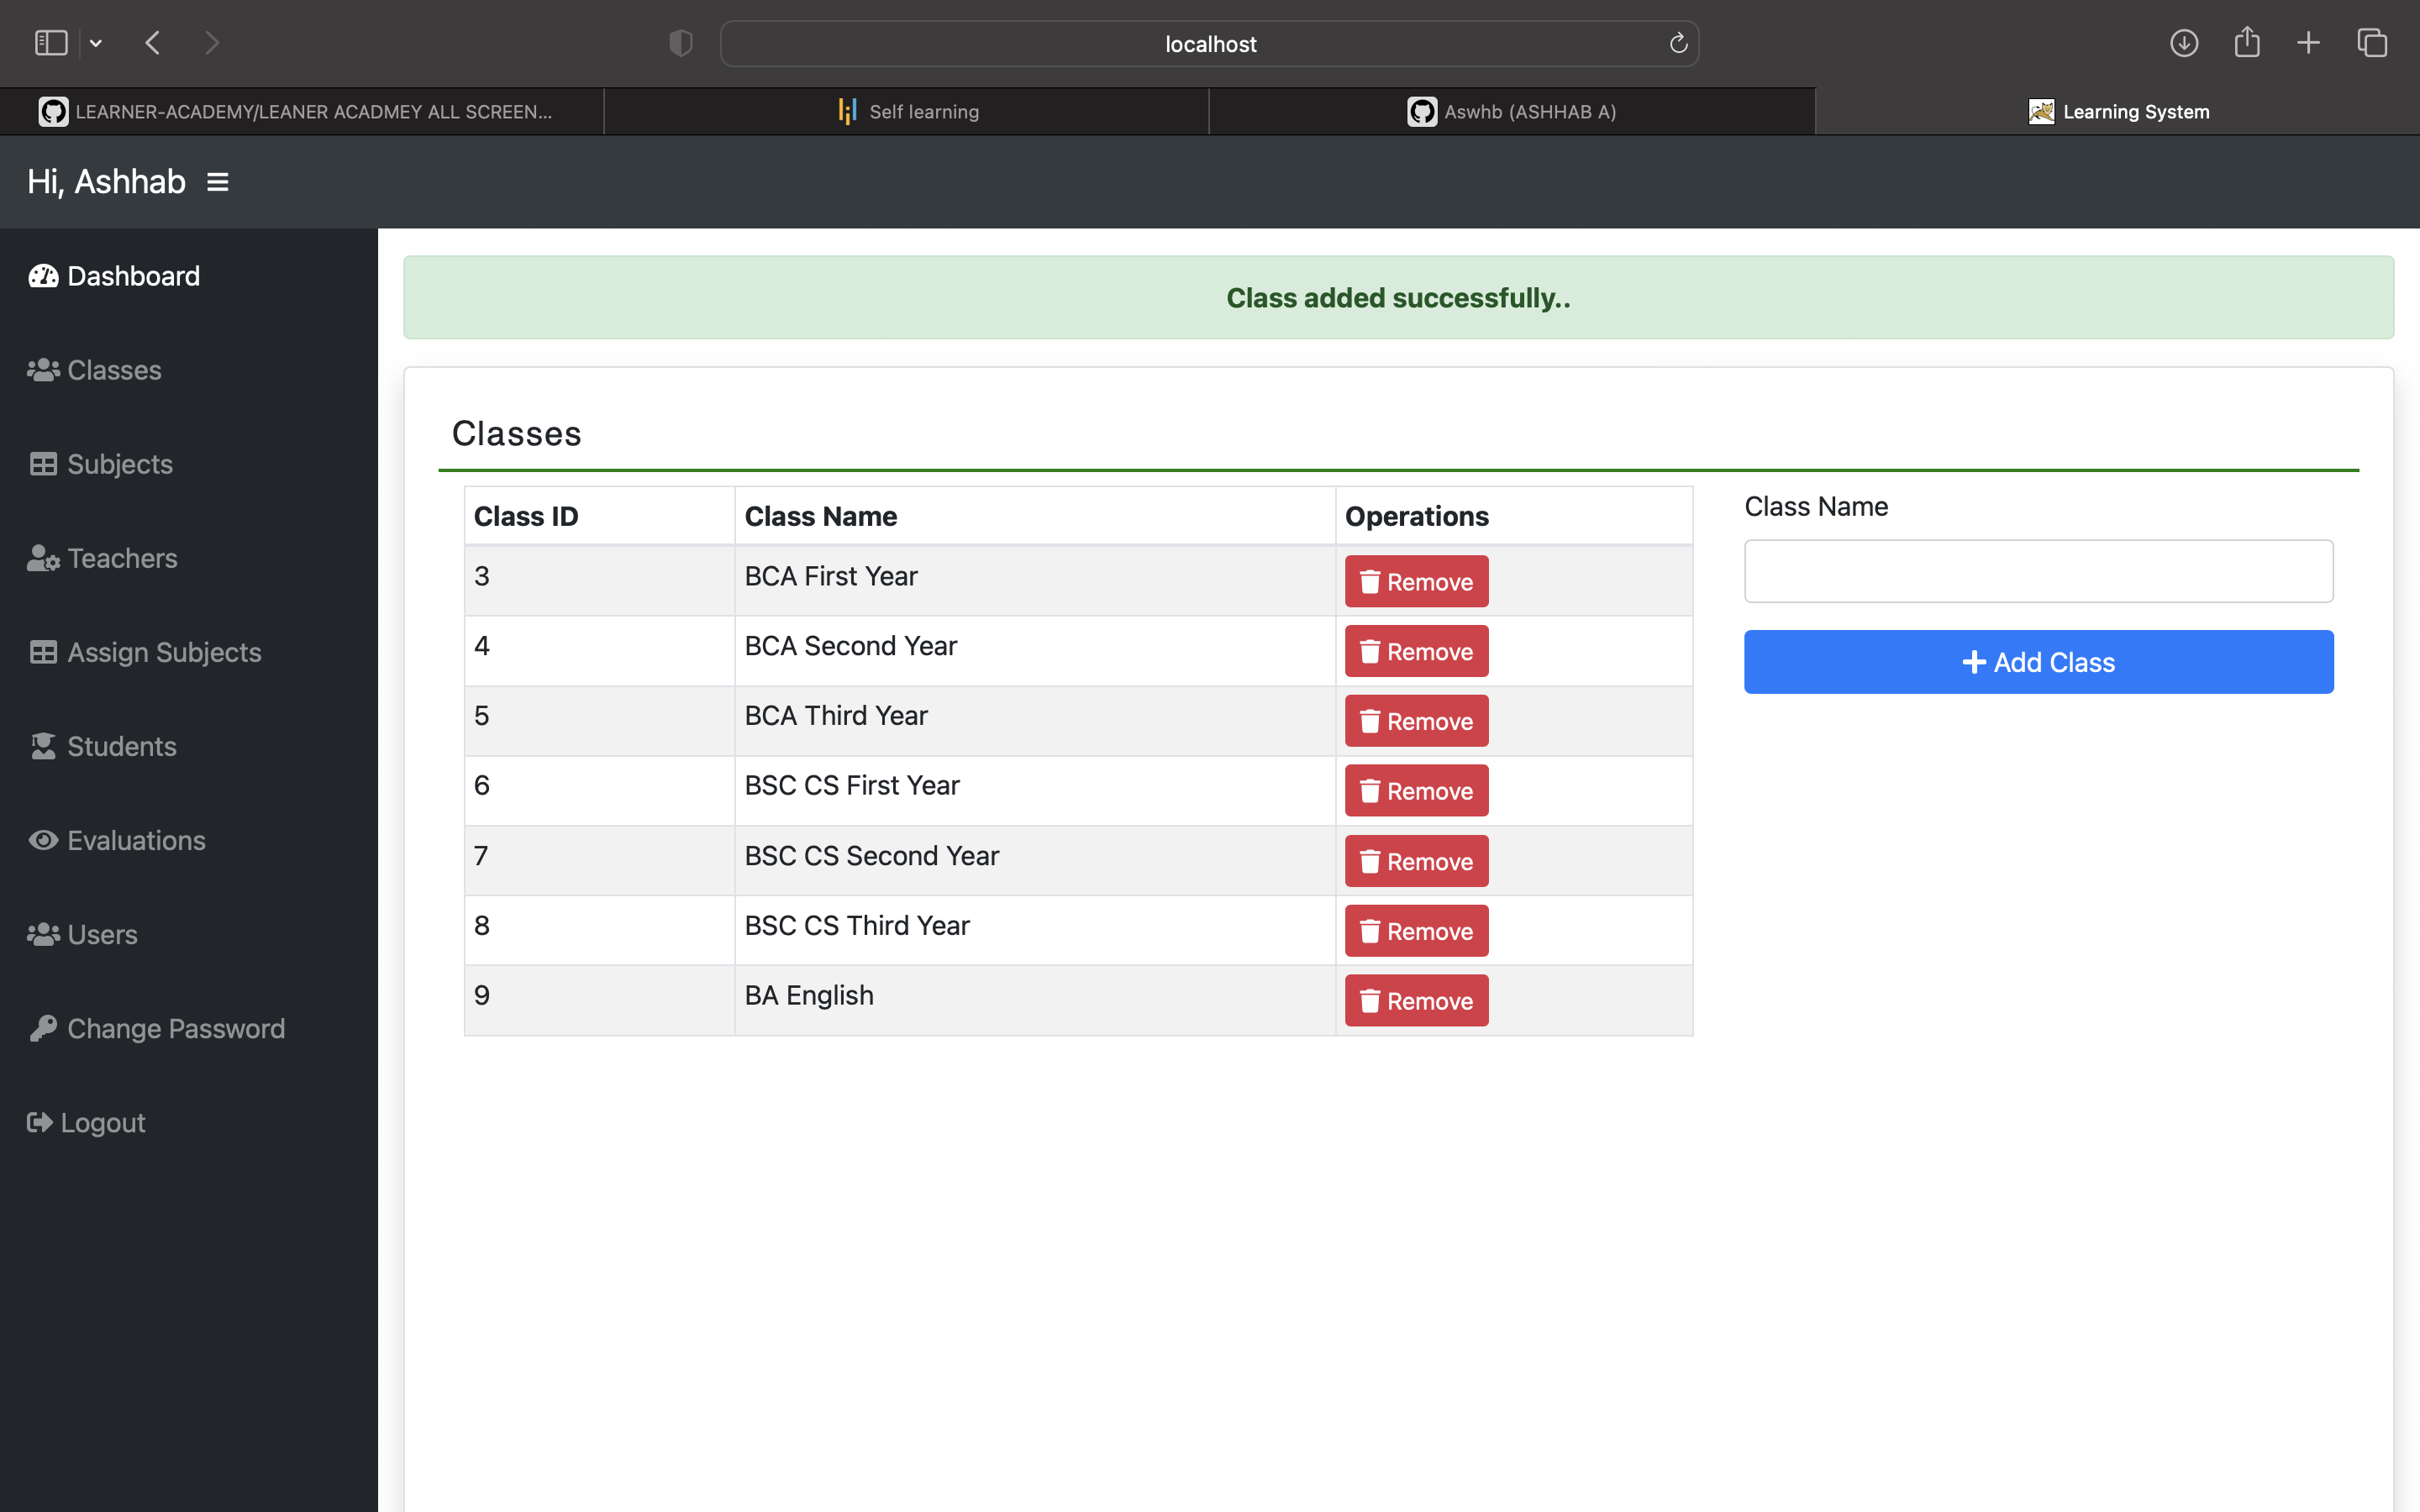 localhost
LEARNER-ACADEMY/LEANER ACADMEY ALL SCREEN...
Self learning
Aswhb (ASHHAB A)
Learning System
Hi, Ashhab
Dashboard
Classes
Subjects
Teachers
Assign Subjects
Students
Evaluations
Users
Change Password
Logout
Class added successfully..
Classes
Class ID Class Name Operations
3 BCA First Year Remove
4 BCA Second Year Remove
5 BCA Third Year Remove
6 BSC CS First Year Remove
7 BSC CS Second Year Remove
8 BSC CS Third Year Remove
9 BA English Remove
Class Name
Add Class